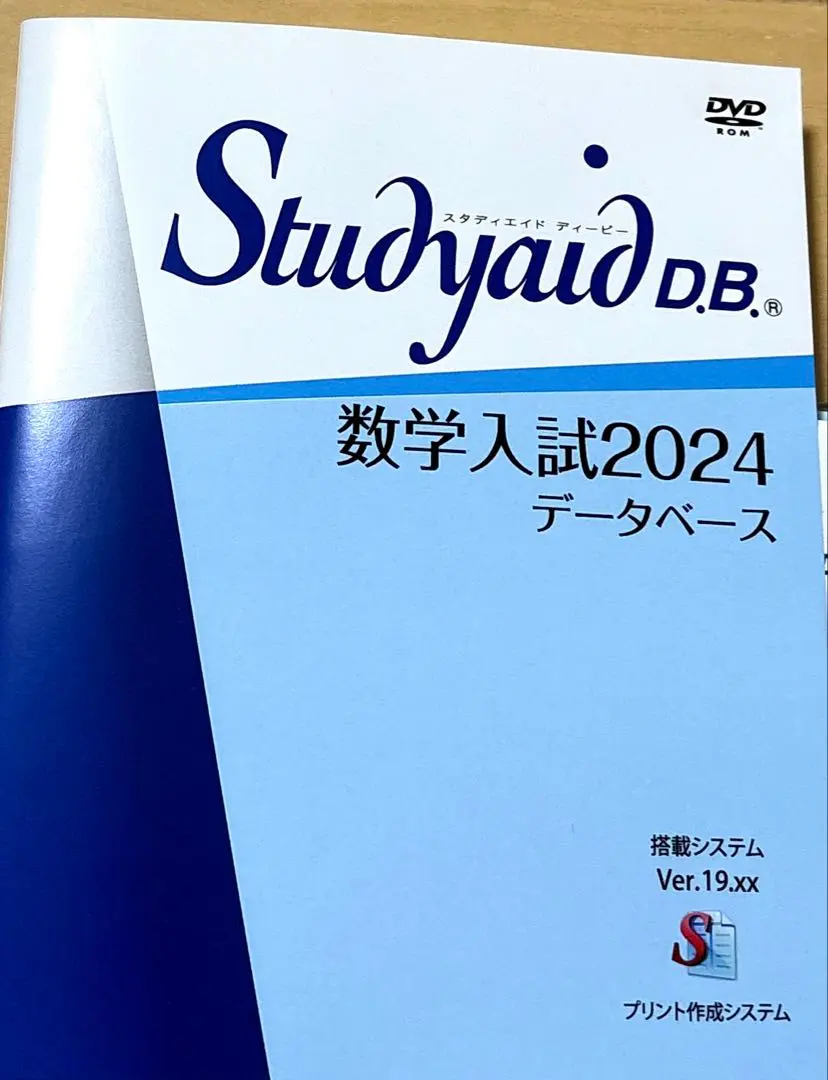 DVD
ROM
Studyaid D.B.®
スタディエイド ディービー
数学入試2024
データベース
搭載システム
Ver.19.xx
S
プリント作成システム